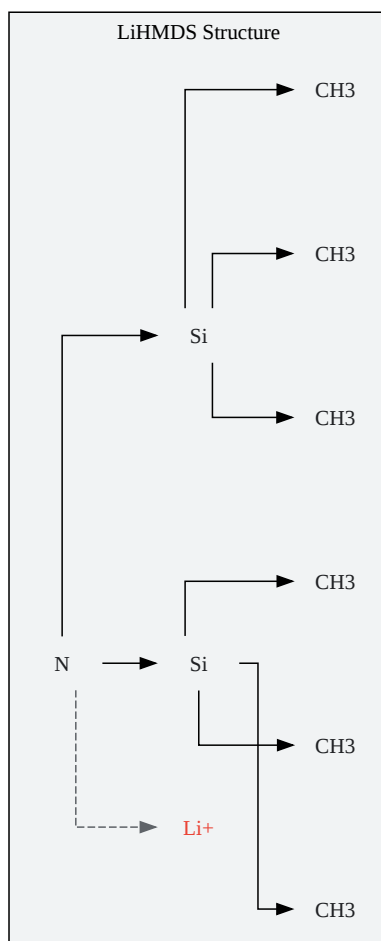 LiHMDS Structure
CH3
CH3
Si
CH3
CH3
N
Si
CH3
Li+
CH3